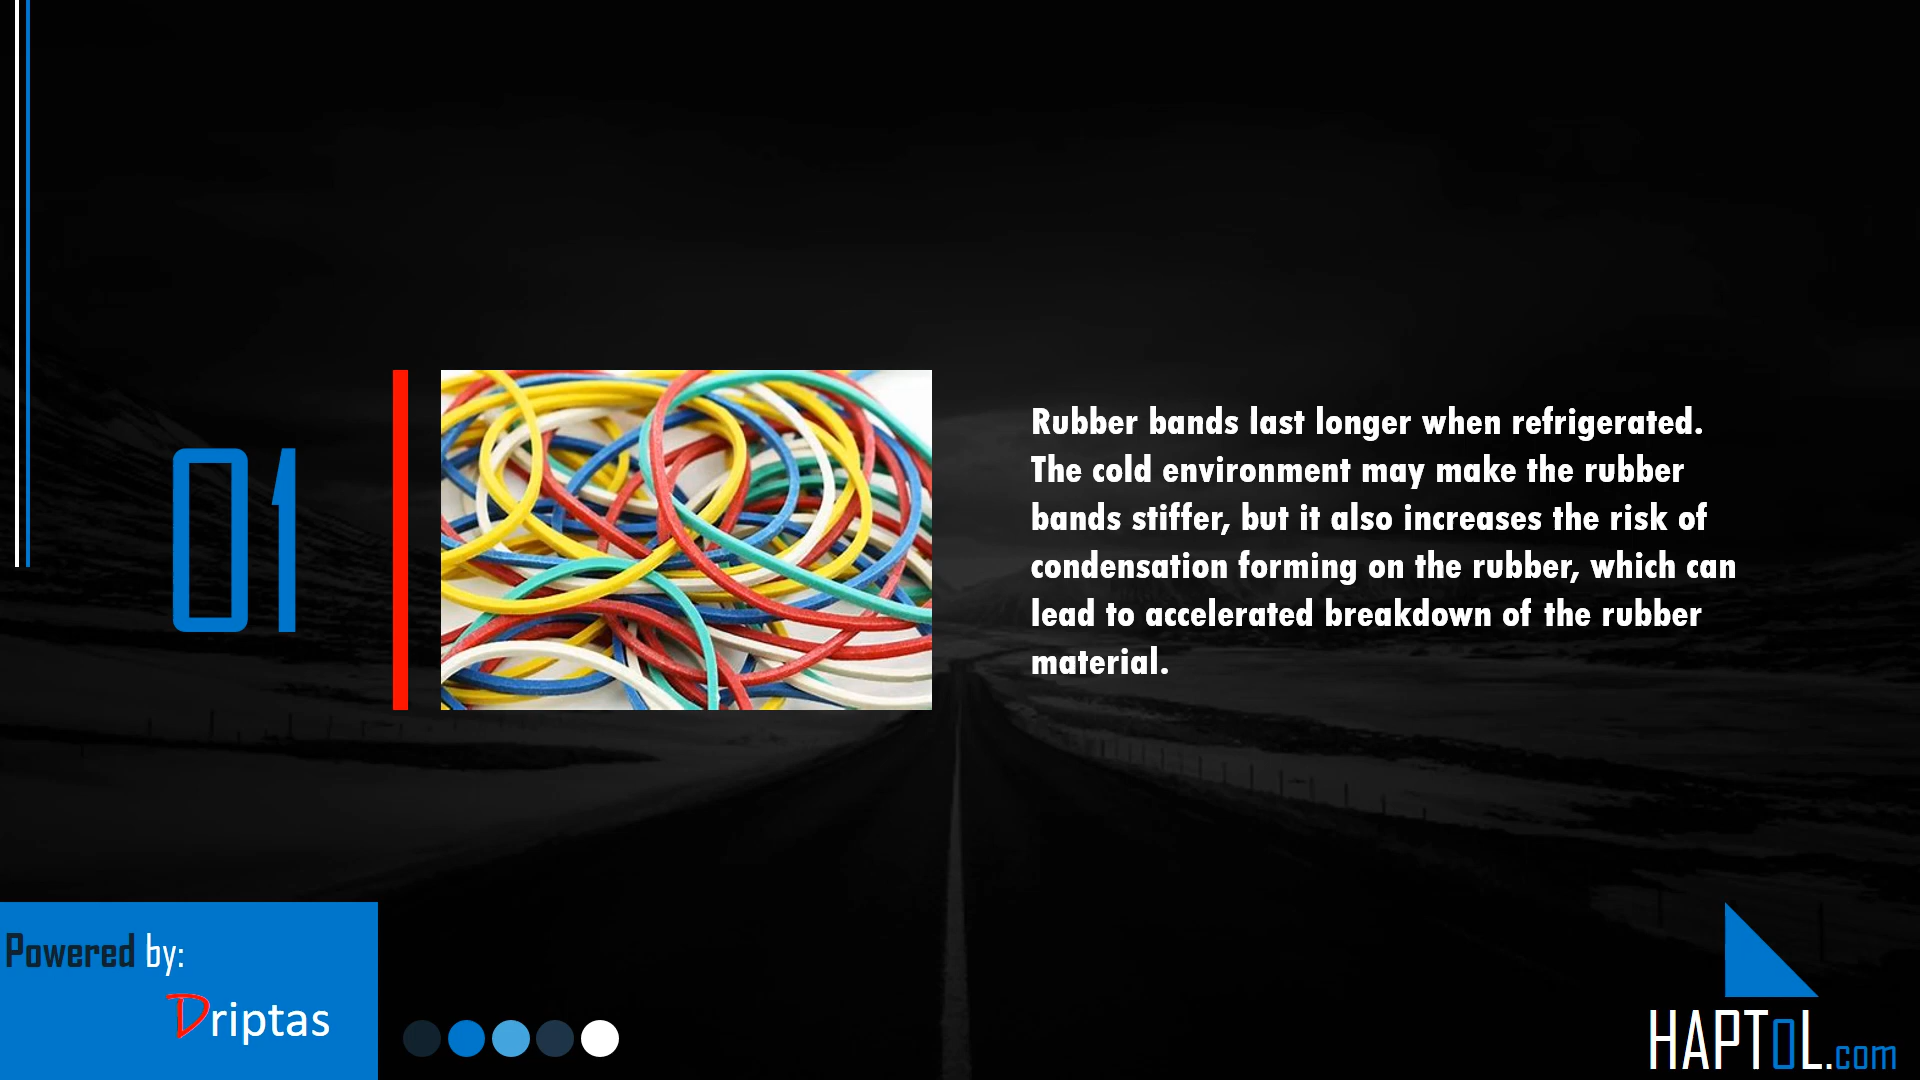 01
Rubber bands last longer when refrigerated.
The cold environment may make the rubber
bands stiffer, but it also increases the risk of
condensation forming on the rubber, which can
lead to accelerated breakdown of the rubber
material.
Powered by:
Driptas
HAPToL.com